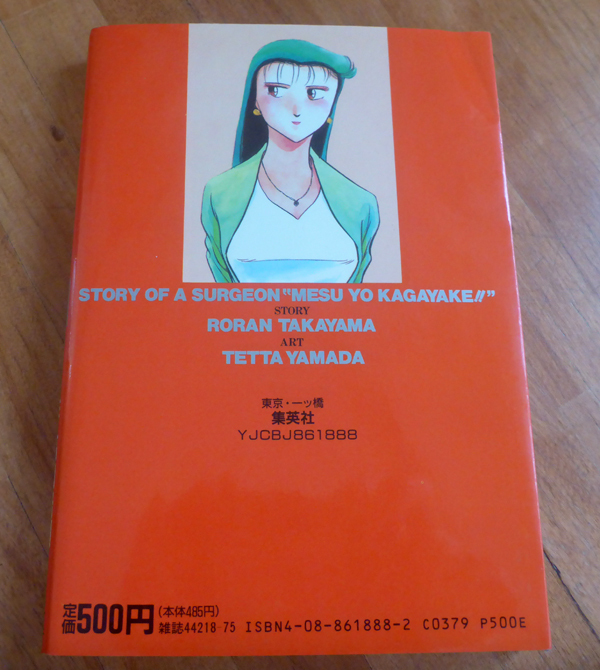 STORY OF A SURGEON "MESU YO KAGAYAKE!!"
STORY
RORAN TAKAYAMA
ART
TETTA YAMADA
東京・一ツ橋
集英社
YJCBJ861888
定価500円(本体485円)
雑誌44218-75 ISBN4-08-861888-2 C0379 P500E